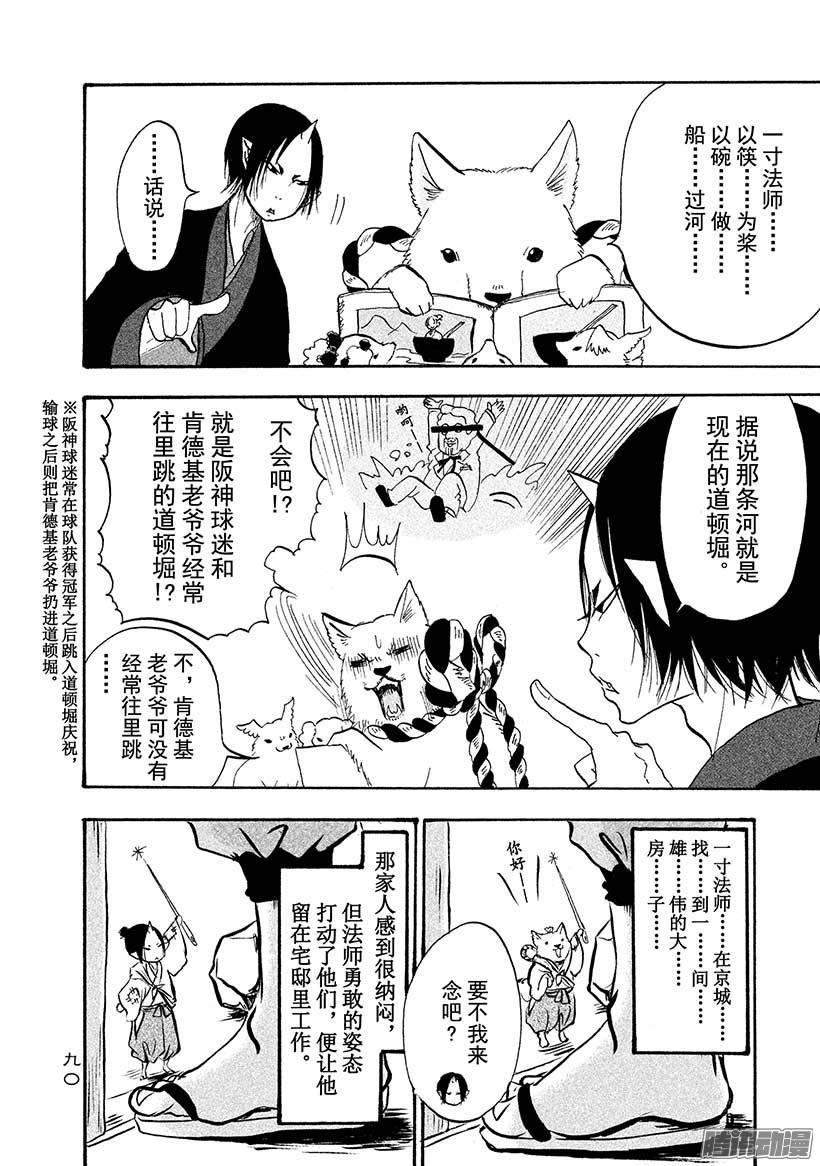 一寸法师……
以筷……为桨
以碗……做……
船……过河……
……
……话说……
据说那条河就是
现在的道顿堀。
哟呵
不会吧!?
就是阪神球迷和
肯德基老爷爷经常
往里跳的道顿堀!?
不，肯德基
老爷爷可没有
经常往里跳
……
※阪神球迷常在球队获得冠军之后跳入道顿堀庆祝，
输球之后则把肯德基老爷爷扔进道顿堀。
一寸法师……在京城……
找……到一……间……
雄……伟的大……
房……子……
你好！
要不我来
念吧？
那家人感到很纳闷，
但法师勇敢的姿态
打动了他们，便让他
留在宅邸里工作。
九〇
腾讯动漫